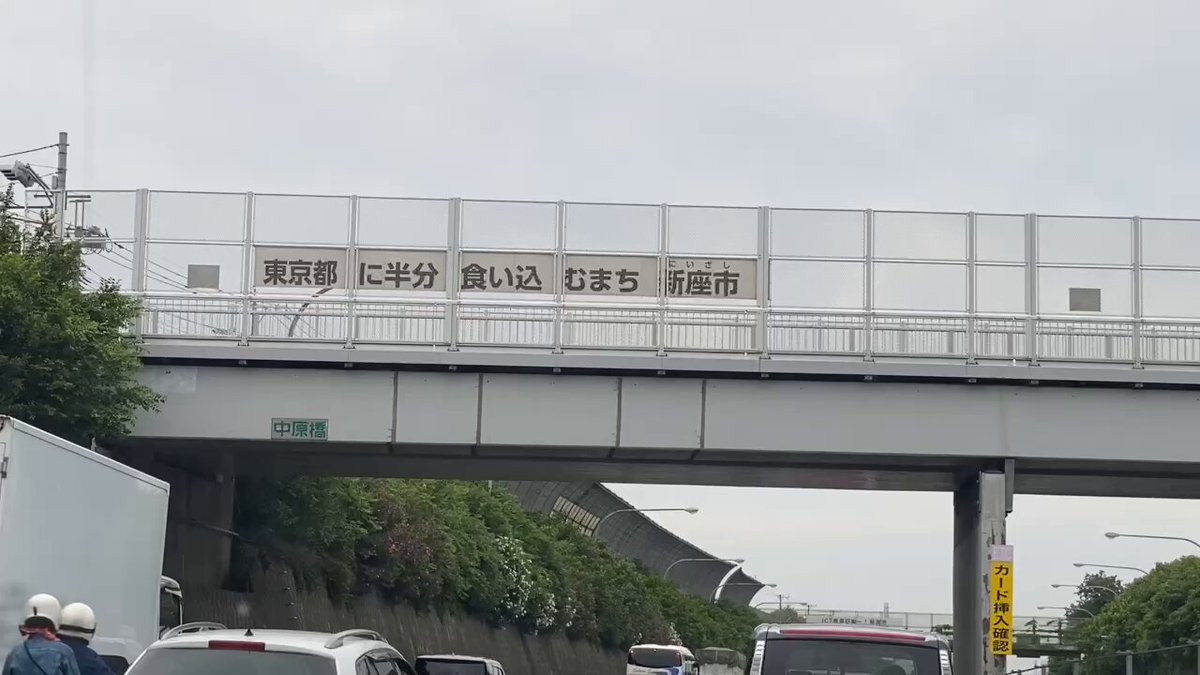 にいざし
東京都に半分食い込むまち新座市
中原橋
カード挿入確認